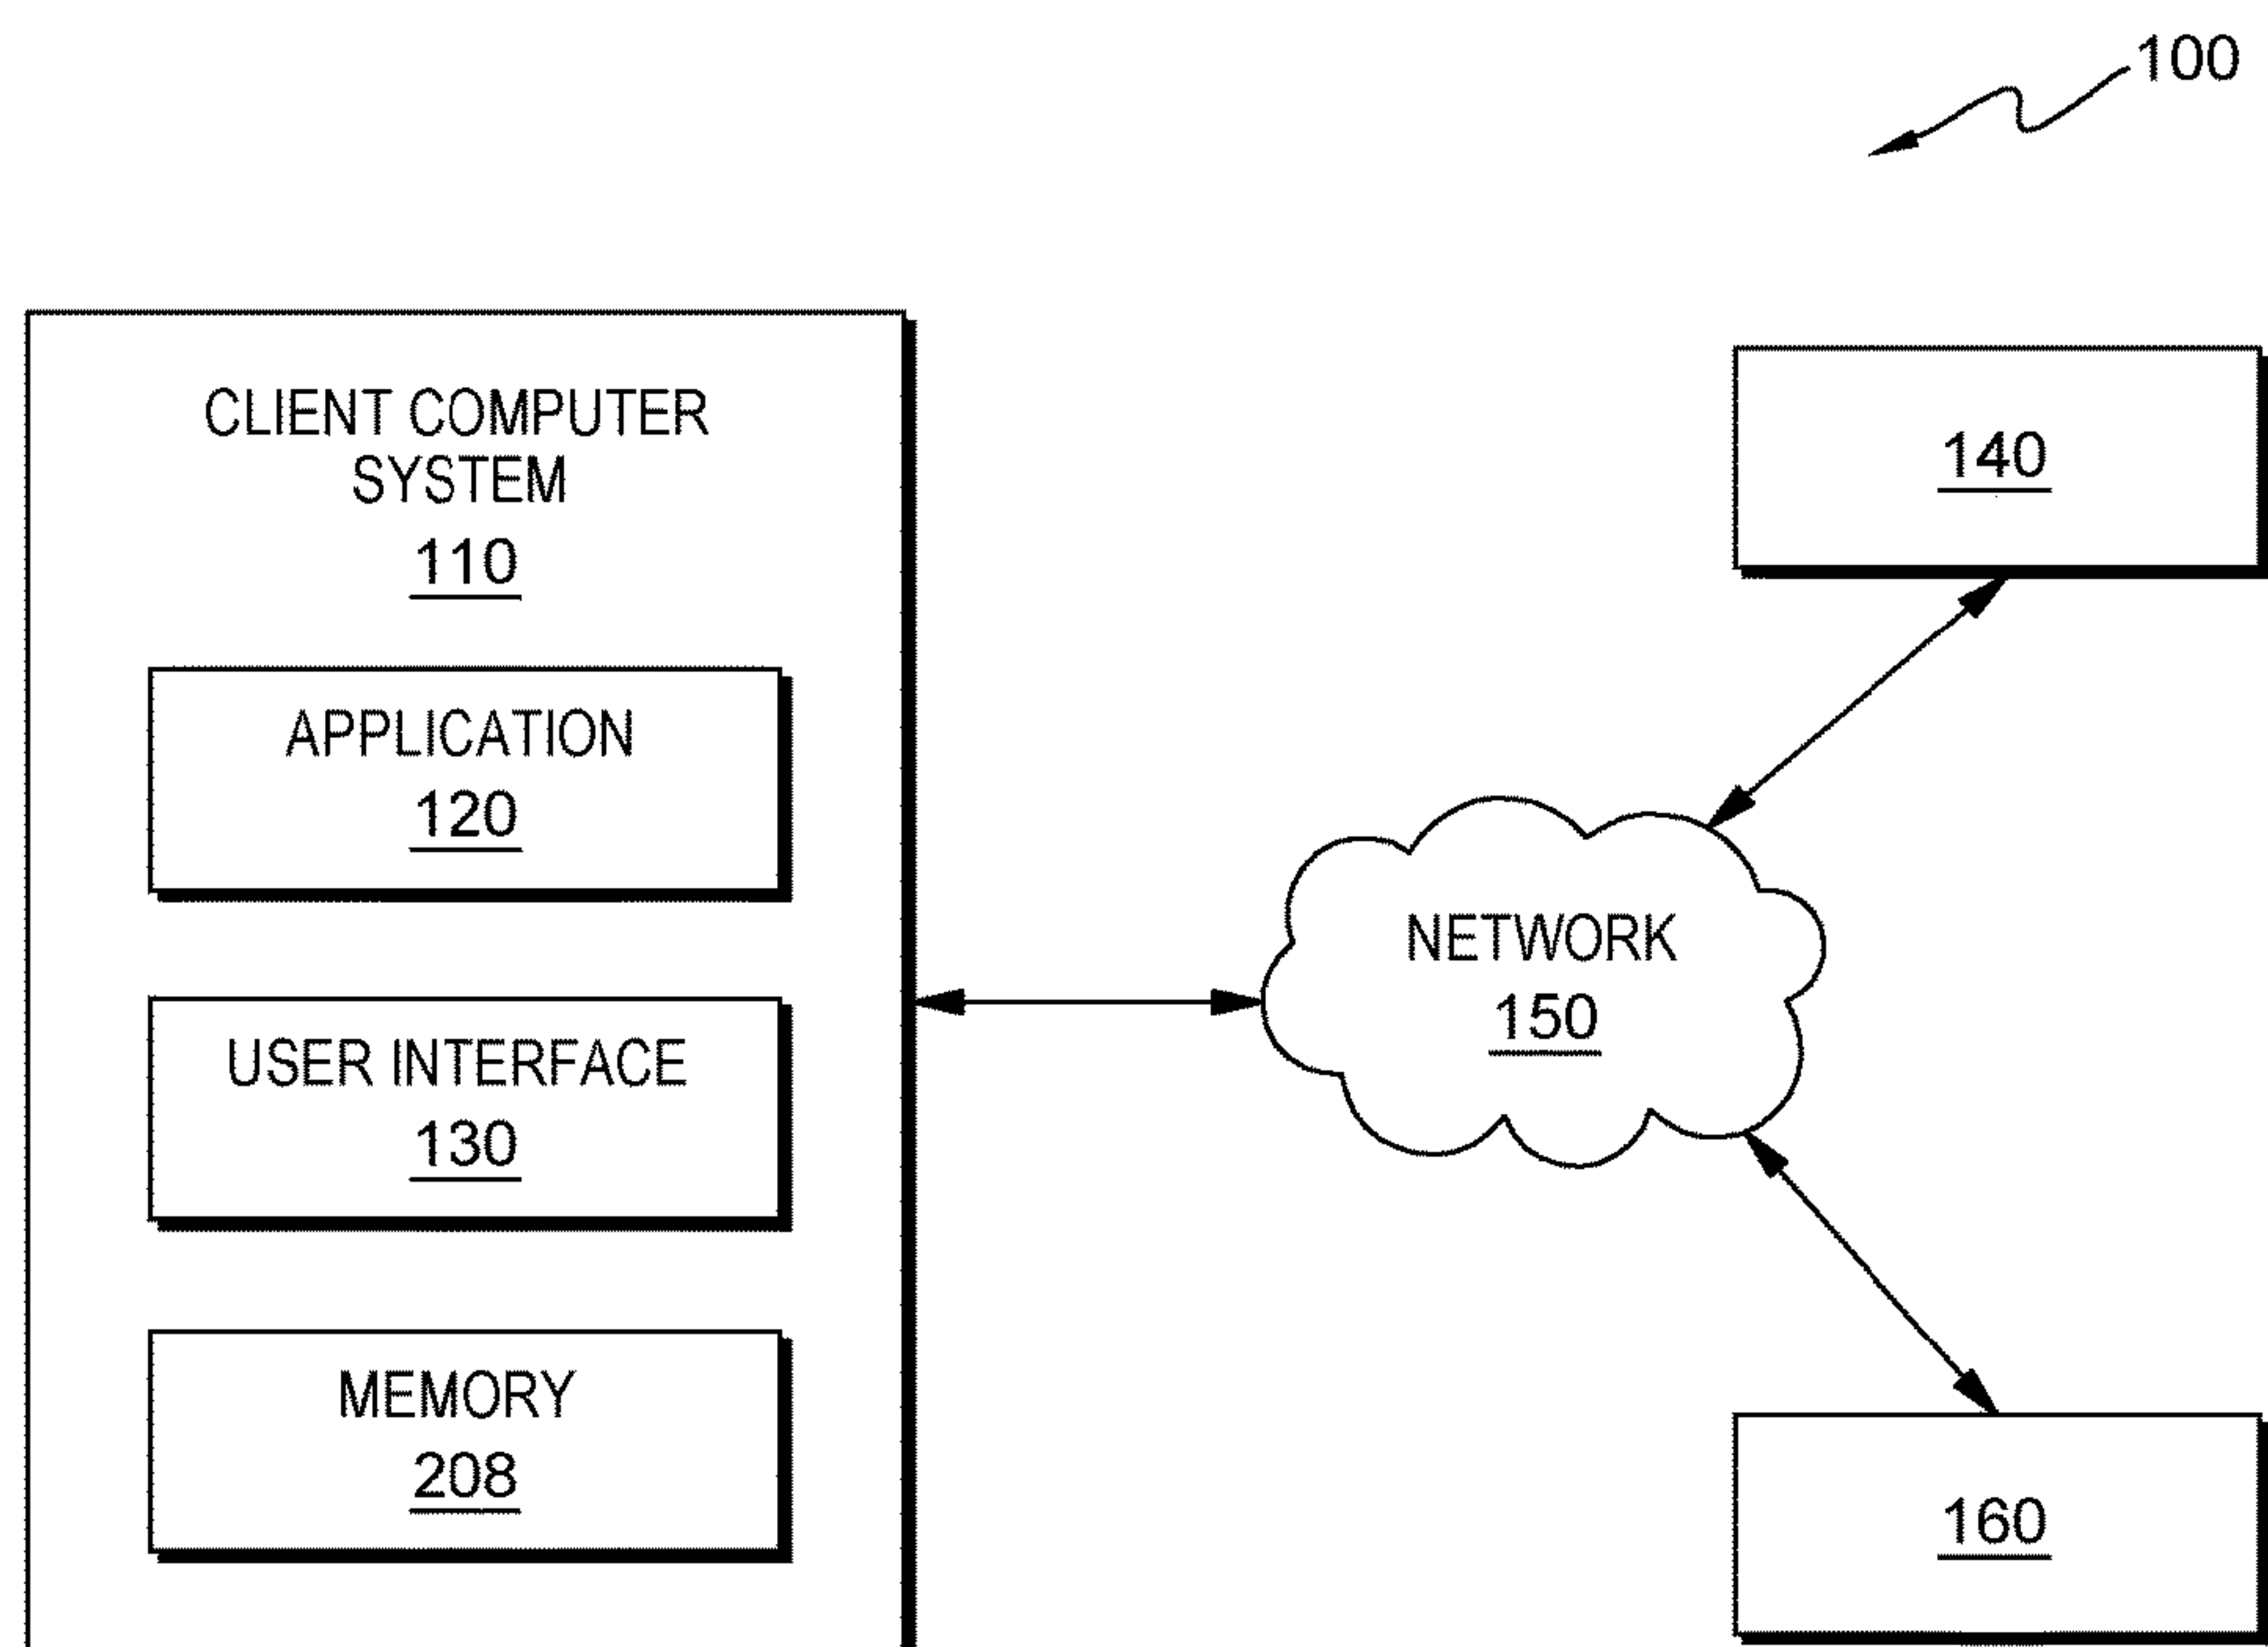 100
CLIENT COMPUTER
SYSTEM
110
APPLICATION
120
USER INTERFACE
130
MEMORY
208
NETWORK
150
140
160